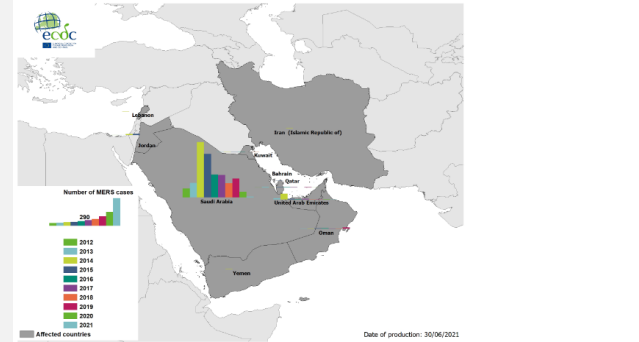 ecdc
Lebanon
Jordan
Iran (Islamic Republic of)
Kuwait
Bahrain
Qatar
Saudi Arabia
United Arab Emirates
Oman
Yemen
Number of MERS cases
290
2012
2013
2014
2015
2016
2017
2018
2019
2020
2021
Affected countries
Date of production: 30/06/2021